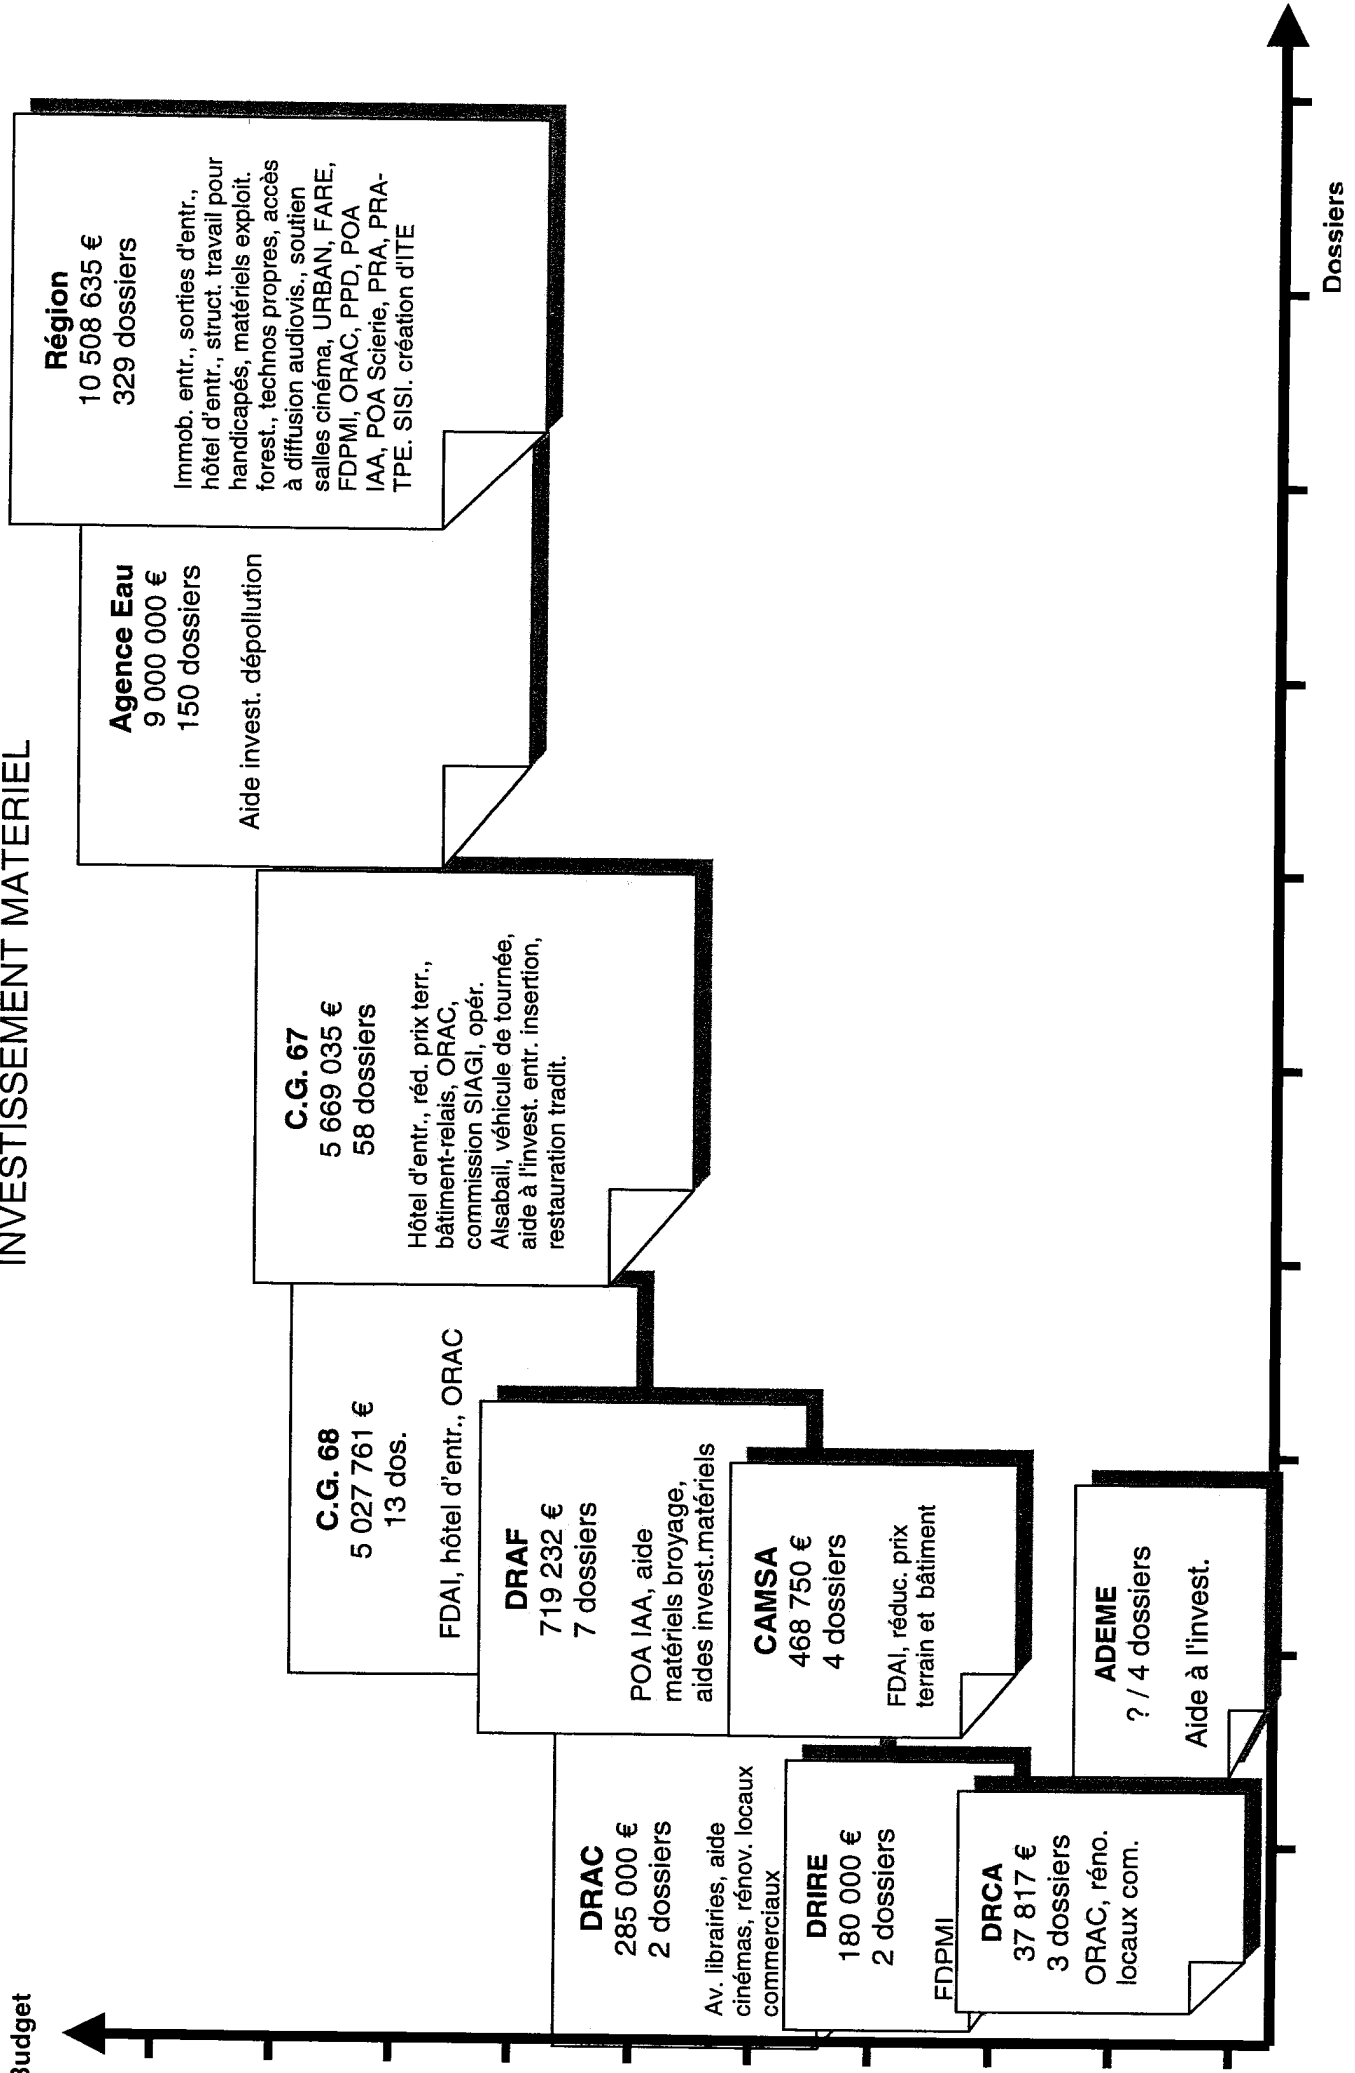 INVESTISSEMENT MATERIEL
Budget
Région
10 508 635 €
329 dossiers
Immob. entr., sorties d'entr.,
hôtel d'entr., struct. travail pour
handicapés, matériels exploit.
forest., technos propres, accès
à diffusion audiovis., soutien
salles cinéma, URBAN, FARE,
FDPMI, ORAC, PPD, POA
IAA, POA Scierie, PRA, PRA-
TPE. SISI. création d'ITE
Agence Eau
9 000 000 €
150 dossiers
Aide invest. dépollution
C.G. 67
5 669 035 €
58 dossiers
Hôtel d'entr., réd. prix terr.,
bâtiment-relais, ORAC,
commission SIAGI, opér.
Alsabail, véhicule de tournée,
aide à l'invest. entr. insertion,
restauration tradit.
C.G. 68
5 027 761 €
13 dos.
FDAI, hôtel d'entr., ORAC
DRAF
719 232 €
7 dossiers
POA IAA, aide
matériels broyage,
aides invest.matériels
CAMSA
468 750 €
4 dossiers
FDAI, réduc. prix
terrain et bâtiment
DRAC
285 000 €
2 dossiers
Av. librairies, aide
cinémas, rénov. locaux
commerciaux
DRIRE
180 000 €
2 dossiers
FDPMI
DRCA
37 817 €
3 dossiers
ORAC, réno.
locaux com.
ADEME
? / 4 dossiers
Aide à l'invest.
Dossiers